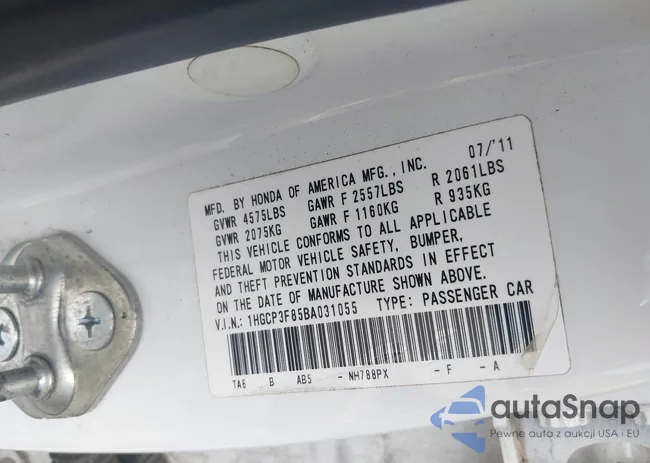 MFD. BY HONDA OF AMERICA MFG., INC. 07/'11
GVWR 4575LBS GAWR F 2557LBS R 2061LBS
GVWR 2075KG GAWR F 1160KG R 935KG
THIS VEHICLE CONFORMS TO ALL APPLICABLE
FEDERAL MOTOR VEHICLE SAFETY, BUMPER,
AND THEFT PREVENTION STANDARDS IN EFFECT
ON THE DATE OF MANUFACTURE SHOWN ABOVE.
V.I.N.: 1HGCP3F85BA031055 TYPE: PASSENGER CAR
TA6 B AB5 - NH788PX - F - A
autaSnap
Pewne auta z aukcji USA i EU